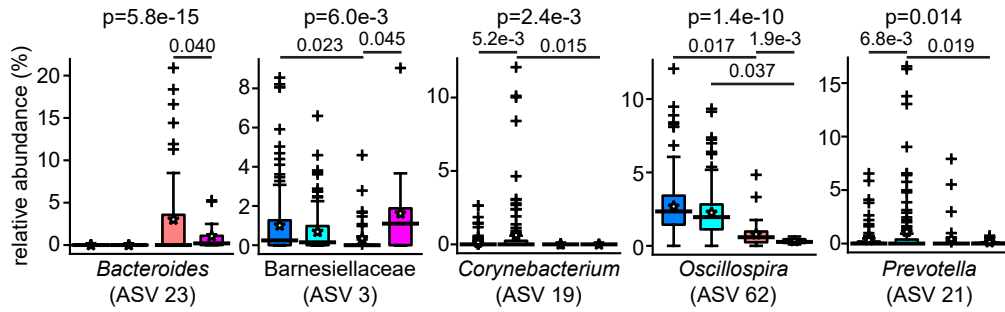 p=5.8e-15 p=6.0e-3 p=2.4e-3 p=1.4e-10 p=0.014
0.040 0.023 0.045 5.2e-3 0.015 0.017 1.9e-3 0.037 6.8e-3 0.019
relative abundance (%)
20 15 10 5 0
8 6 4 2 0
10 5 0
10 5 0
15 10 5 0
Bacteroides Barnesiellaceae Corynebacterium Oscillospira Prevotella
(ASV 23) (ASV 3) (ASV 19) (ASV 62) (ASV 21)